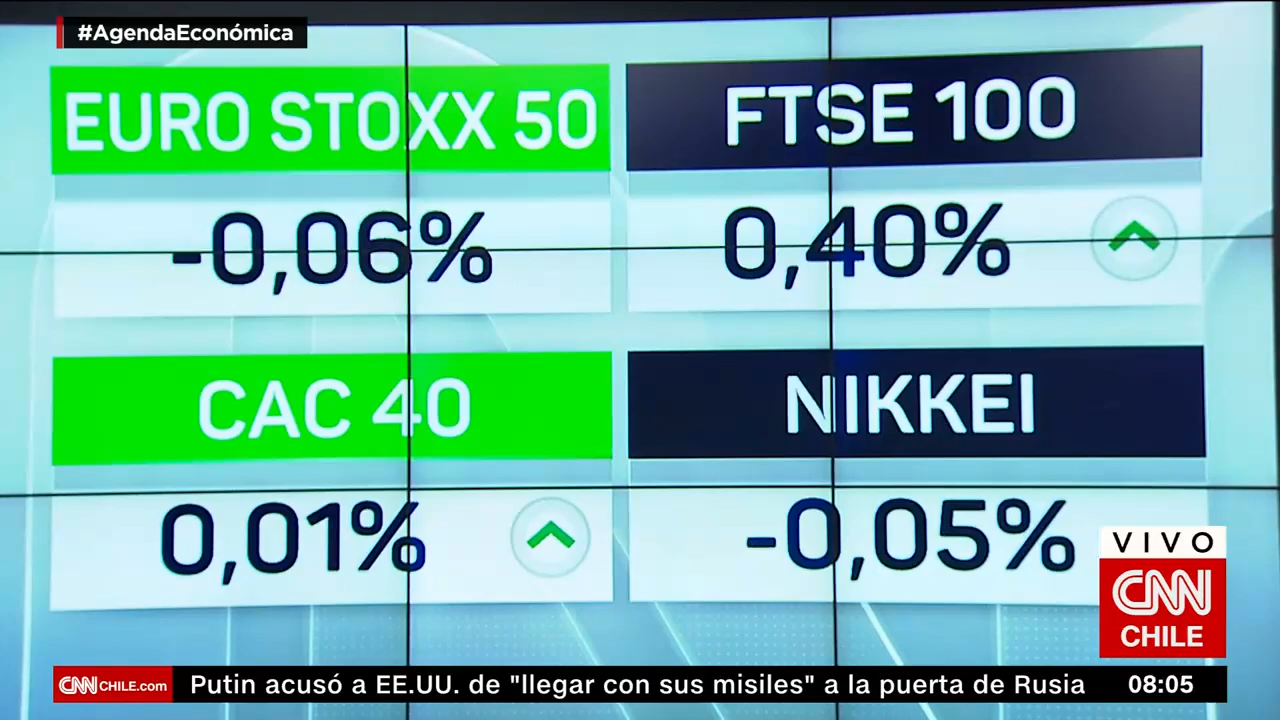 #AgendaEconómica
EURO STOXX 50
-0,06%
FTSE 100
0,40%
CAC 40
0,01%
NIKKEI
-0,05%
VIVO
CNN
CHILE
CNNCHILE.com
Putin acusó a EE.UU. de "llegar con sus misiles" a la puerta de Rusia
08:05